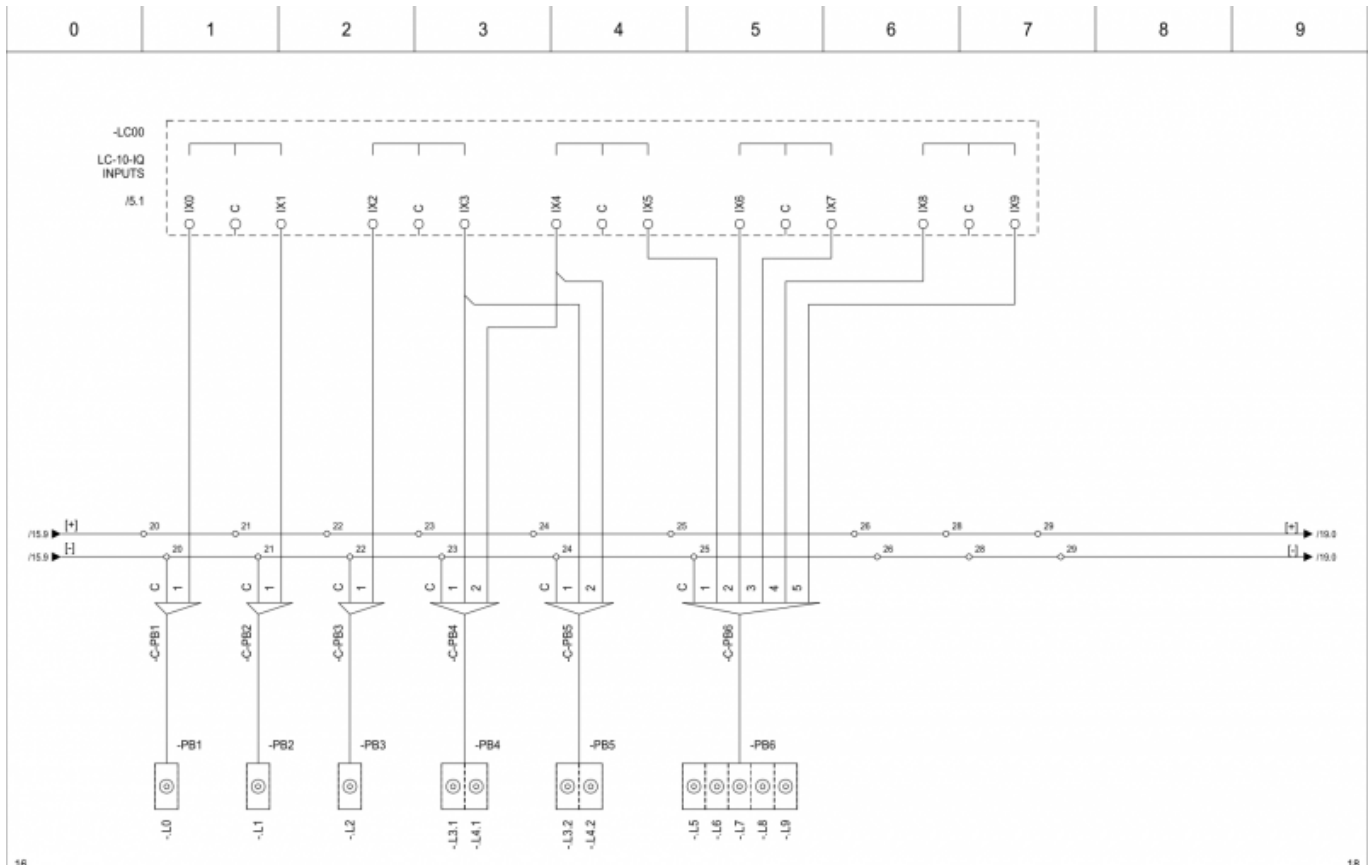 0 1 2 3 4 5 6 7 8 9
-LC00
LC-10-IQ
INPUTS
/5.1
IX0 C IX1 IX2 C IX3 IX4 C IX5 IX6 C IX7 IX8 C IX9
/15.9 [+] 20 21 22 23 24 25 26 28 29 [+] /19.0
/15.9 [-] 20 21 22 23 24 25 26 28 29 [-] /19.0
C 1 C 1 C 1 C 1 2 C 1 2 C 1 2 3 4 5
-C-PB1 -C-PB2 -C-PB3 -C-PB4 -C-PB5 -C-PB6
-PB1 -PB2 -PB3 -PB4 -PB5 -PB6
-.L0 -.L1 -.L2 -.L3.1 -.L4.1 -.L3.2 -.L4.2 -.L5 -.L6 -.L7 -.L8 -.L9
16 18